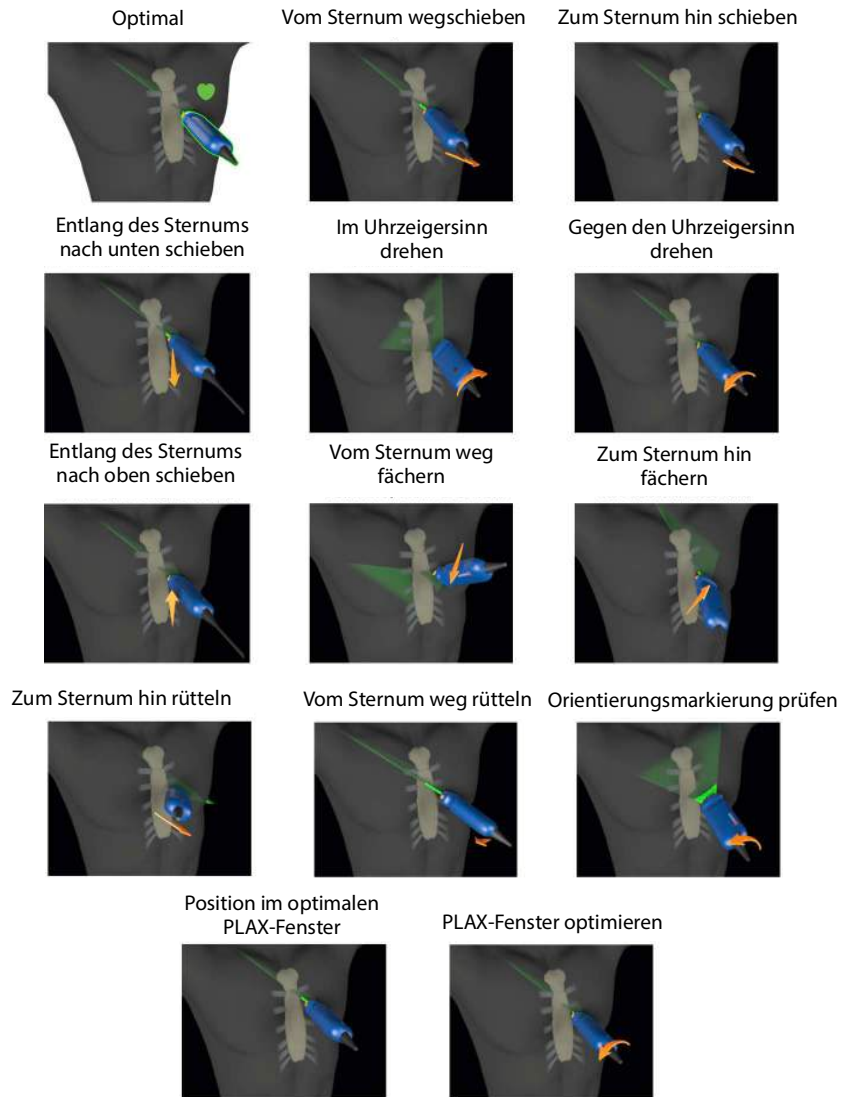 Optimal
Vom Sternum wegschieben
Zum Sternum hin schieben
Entlang des Sternums
nach unten schieben
Im Uhrzeigersinn
drehen
Gegen den Uhrzeigersinn
drehen
Entlang des Sternums
nach oben schieben
Vom Sternum weg
fächern
Zum Sternum hin
fächern
Zum Sternum hin rütteln
Vom Sternum weg rütteln
Orientierungsmarkierung prüfen
Position im optimalen
PLAX-Fenster
PLAX-Fenster optimieren